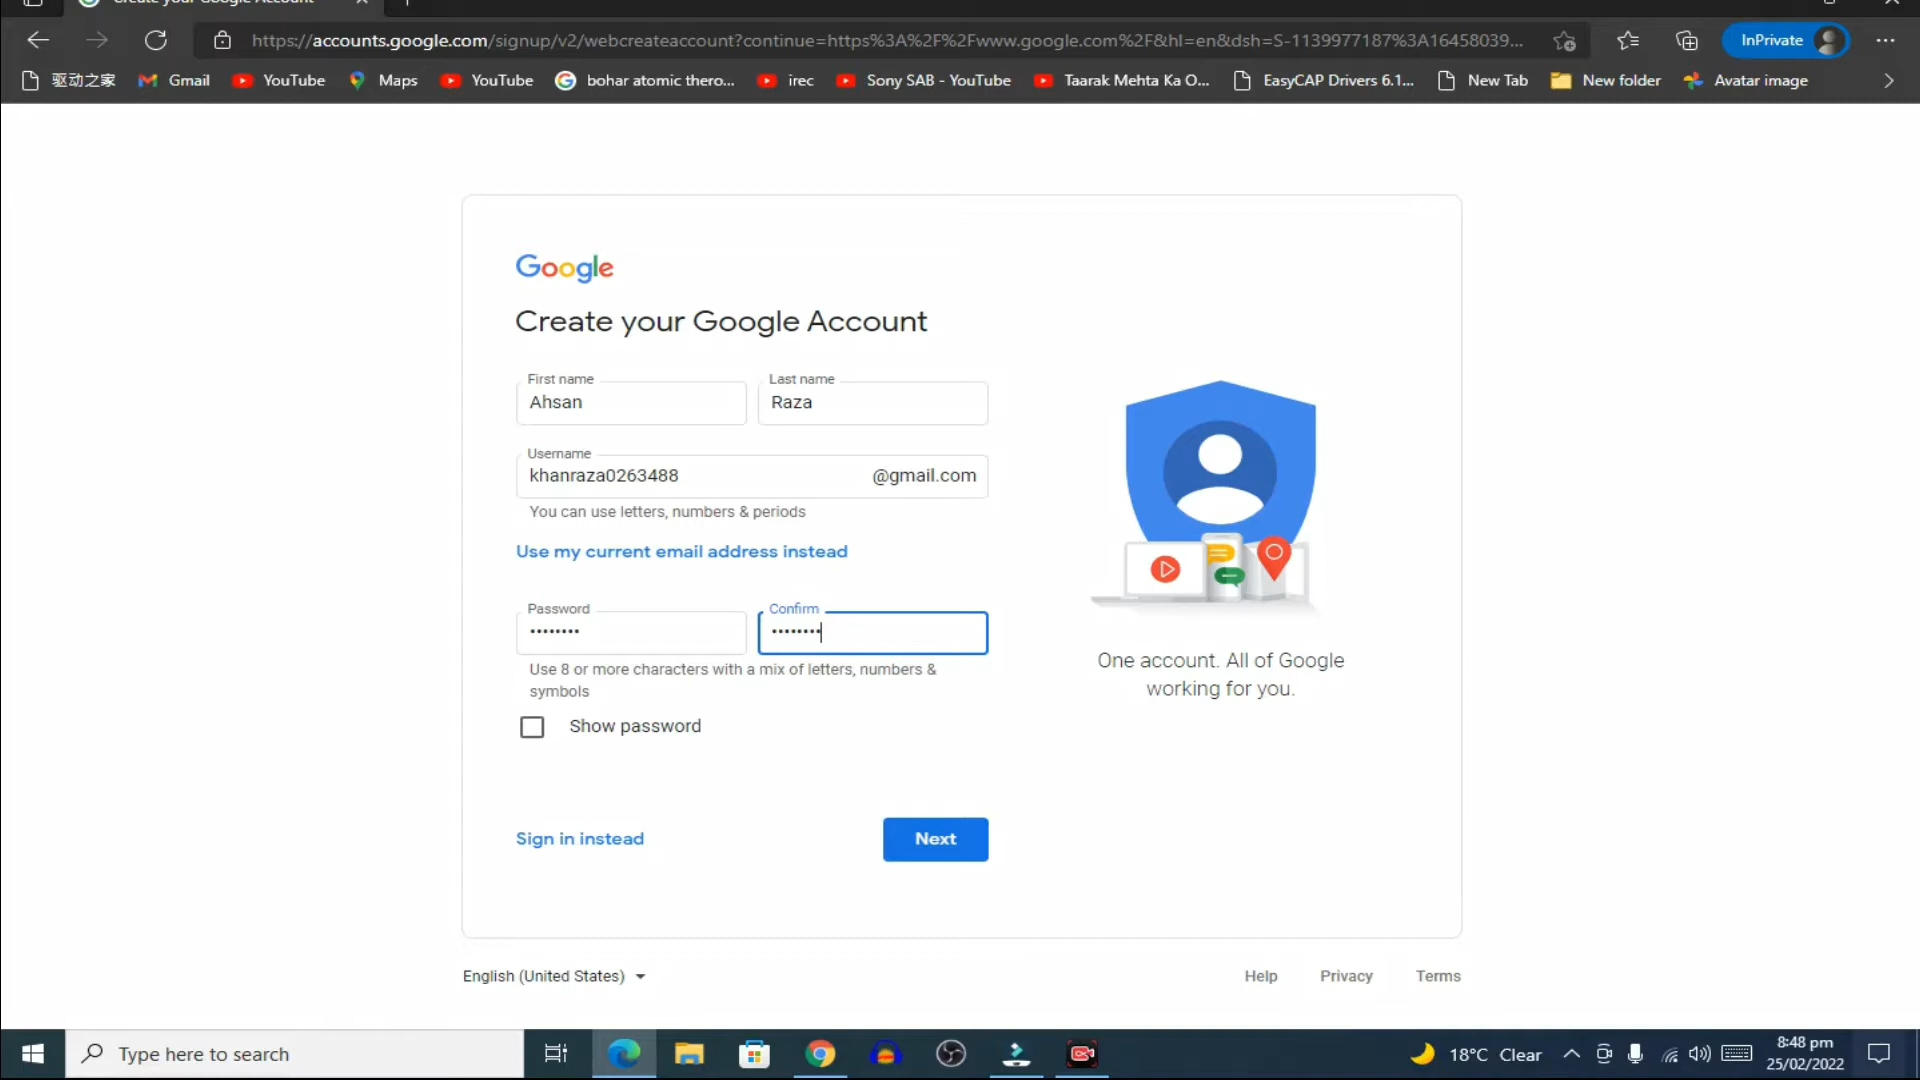 Create your Google Account
https://accounts.google.com/signup/v2/webcreateaccount?continue=https%3A%2F%2Fwww.google.com%2F&hl=en&dsh=S-1139977187%3A16458039...
InPrivate
驱动之家 Gmail YouTube Maps YouTube bohar atomic thero... irec Sony SAB - YouTube Taarak Mehta Ka O... EasyCAP Drivers 6.1... New Tab New folder Avatar image
Google
Create your Google Account
First name Last name
Ahsan Raza
Username
khanraza0263488 @gmail.com
You can use letters, numbers & periods
Use my current email address instead
Password Confirm
•••••••• ••••••••
Use 8 or more characters with a mix of letters, numbers &
symbols
Show password
Sign in instead Next
One account. All of Google
working for you.
English (United States) Help Privacy Terms
Type here to search
18°C Clear
8:48 pm
25/02/2022